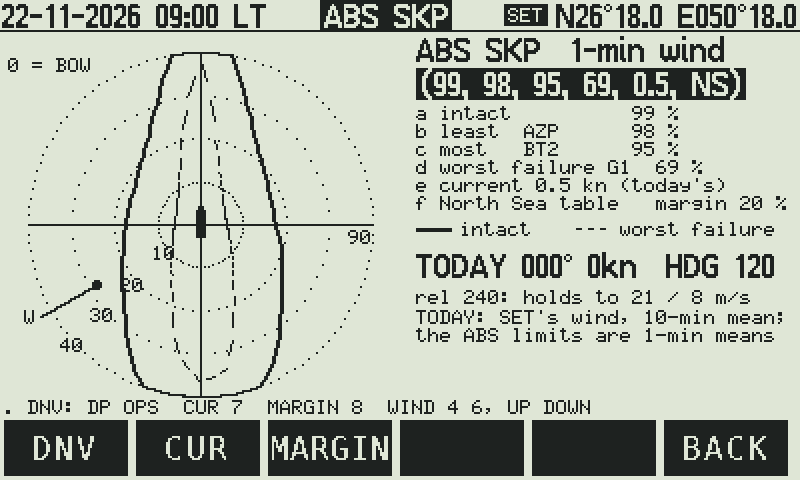 22-11-2026 09:00 LT ABS SKP SET N26°18.0 E050°18.0
0 = BOW
ABS SKP 1-min wind
(99, 98, 95, 69, 0.5, NS)
a intact 99 %
b least AZP 98 %
c most BT2 95 %
d worst failure G1 69 %
e current 0.5 kn (today's)
f North Sea table margin 20 %
intact --- worst failure
90
10
20
30
40
W
TODAY 000° 0kn HDG 120
rel 240: holds to 21 / 8 m/s
TODAY: SET's wind, 10-min mean;
the ABS limits are 1-min means
. DNV: DP OPS CUR 7 MARGIN 8 WIND 4 6, UP DOWN
DNV CUR MARGIN BACK